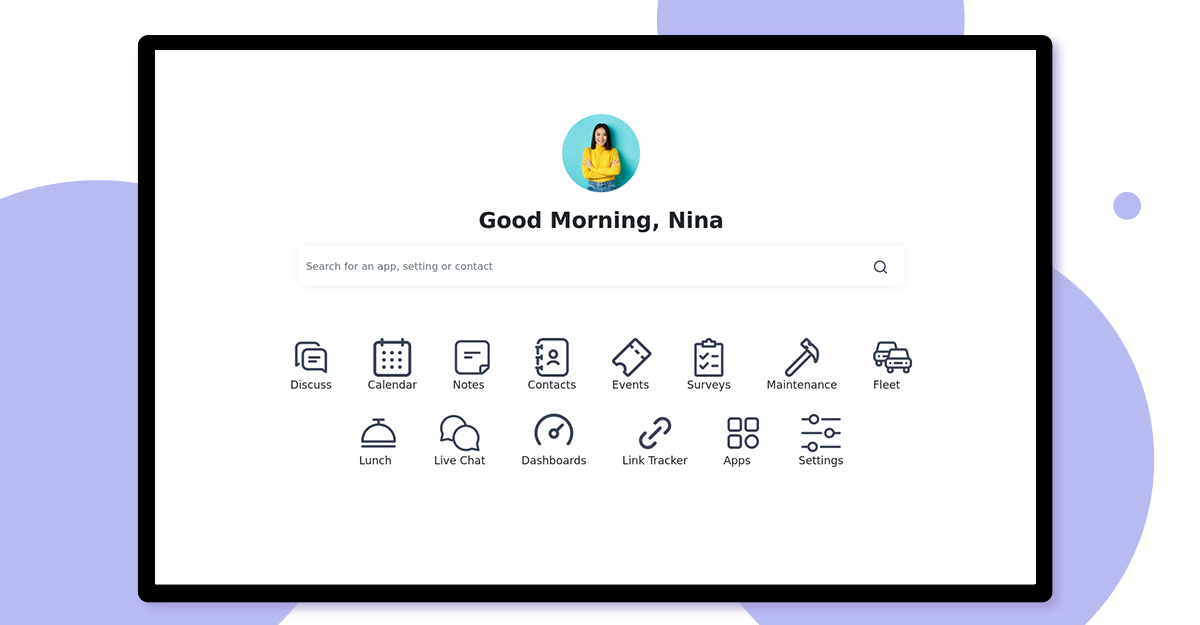 Good Morning, Nina
Search for an app, setting or contact
Discuss Calendar Notes Contacts Events Surveys Maintenance Fleet
Lunch Live Chat Dashboards Link Tracker Apps Settings